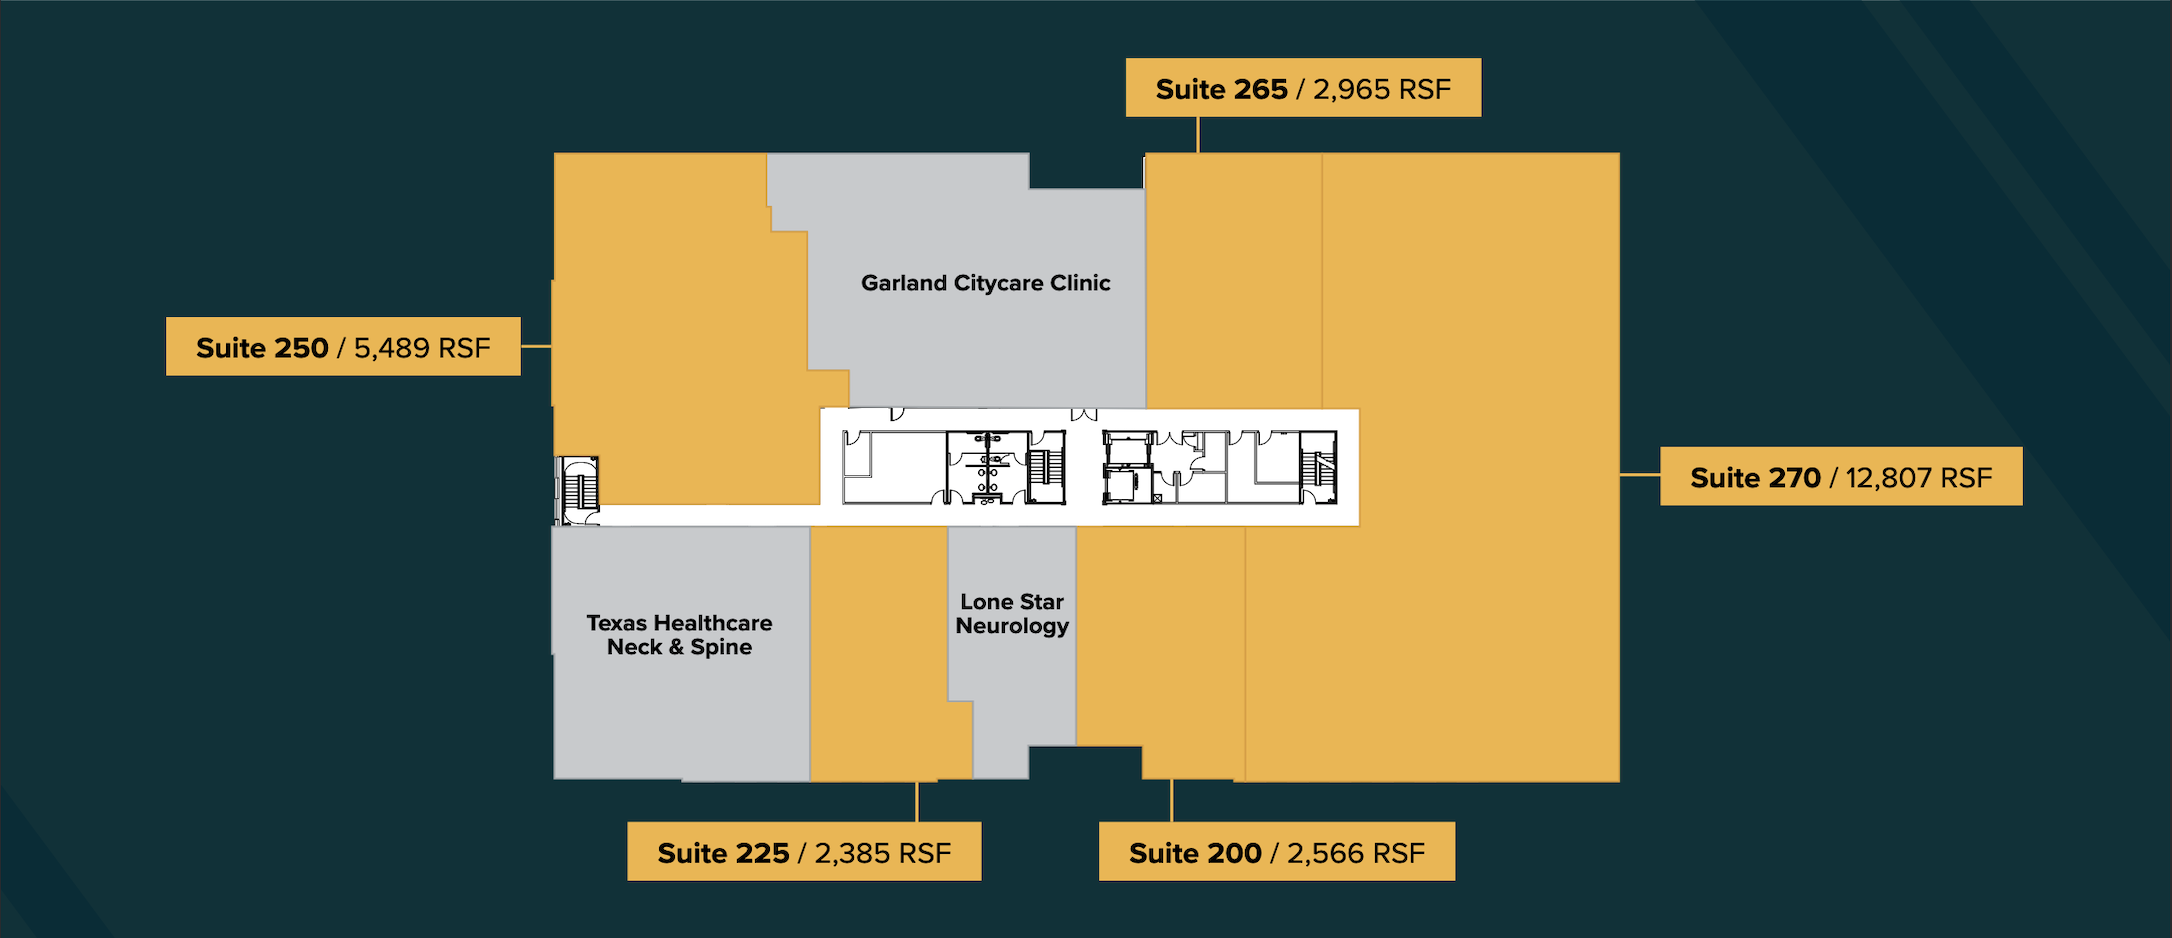 Suite 265 / 2,965 RSF
Garland Citycare Clinic
Suite 250 / 5,489 RSF
Suite 270 / 12,807 RSF
Texas Healthcare
Neck & Spine
Lone Star
Neurology
Suite 225 / 2,385 RSF
Suite 200 / 2,566 RSF